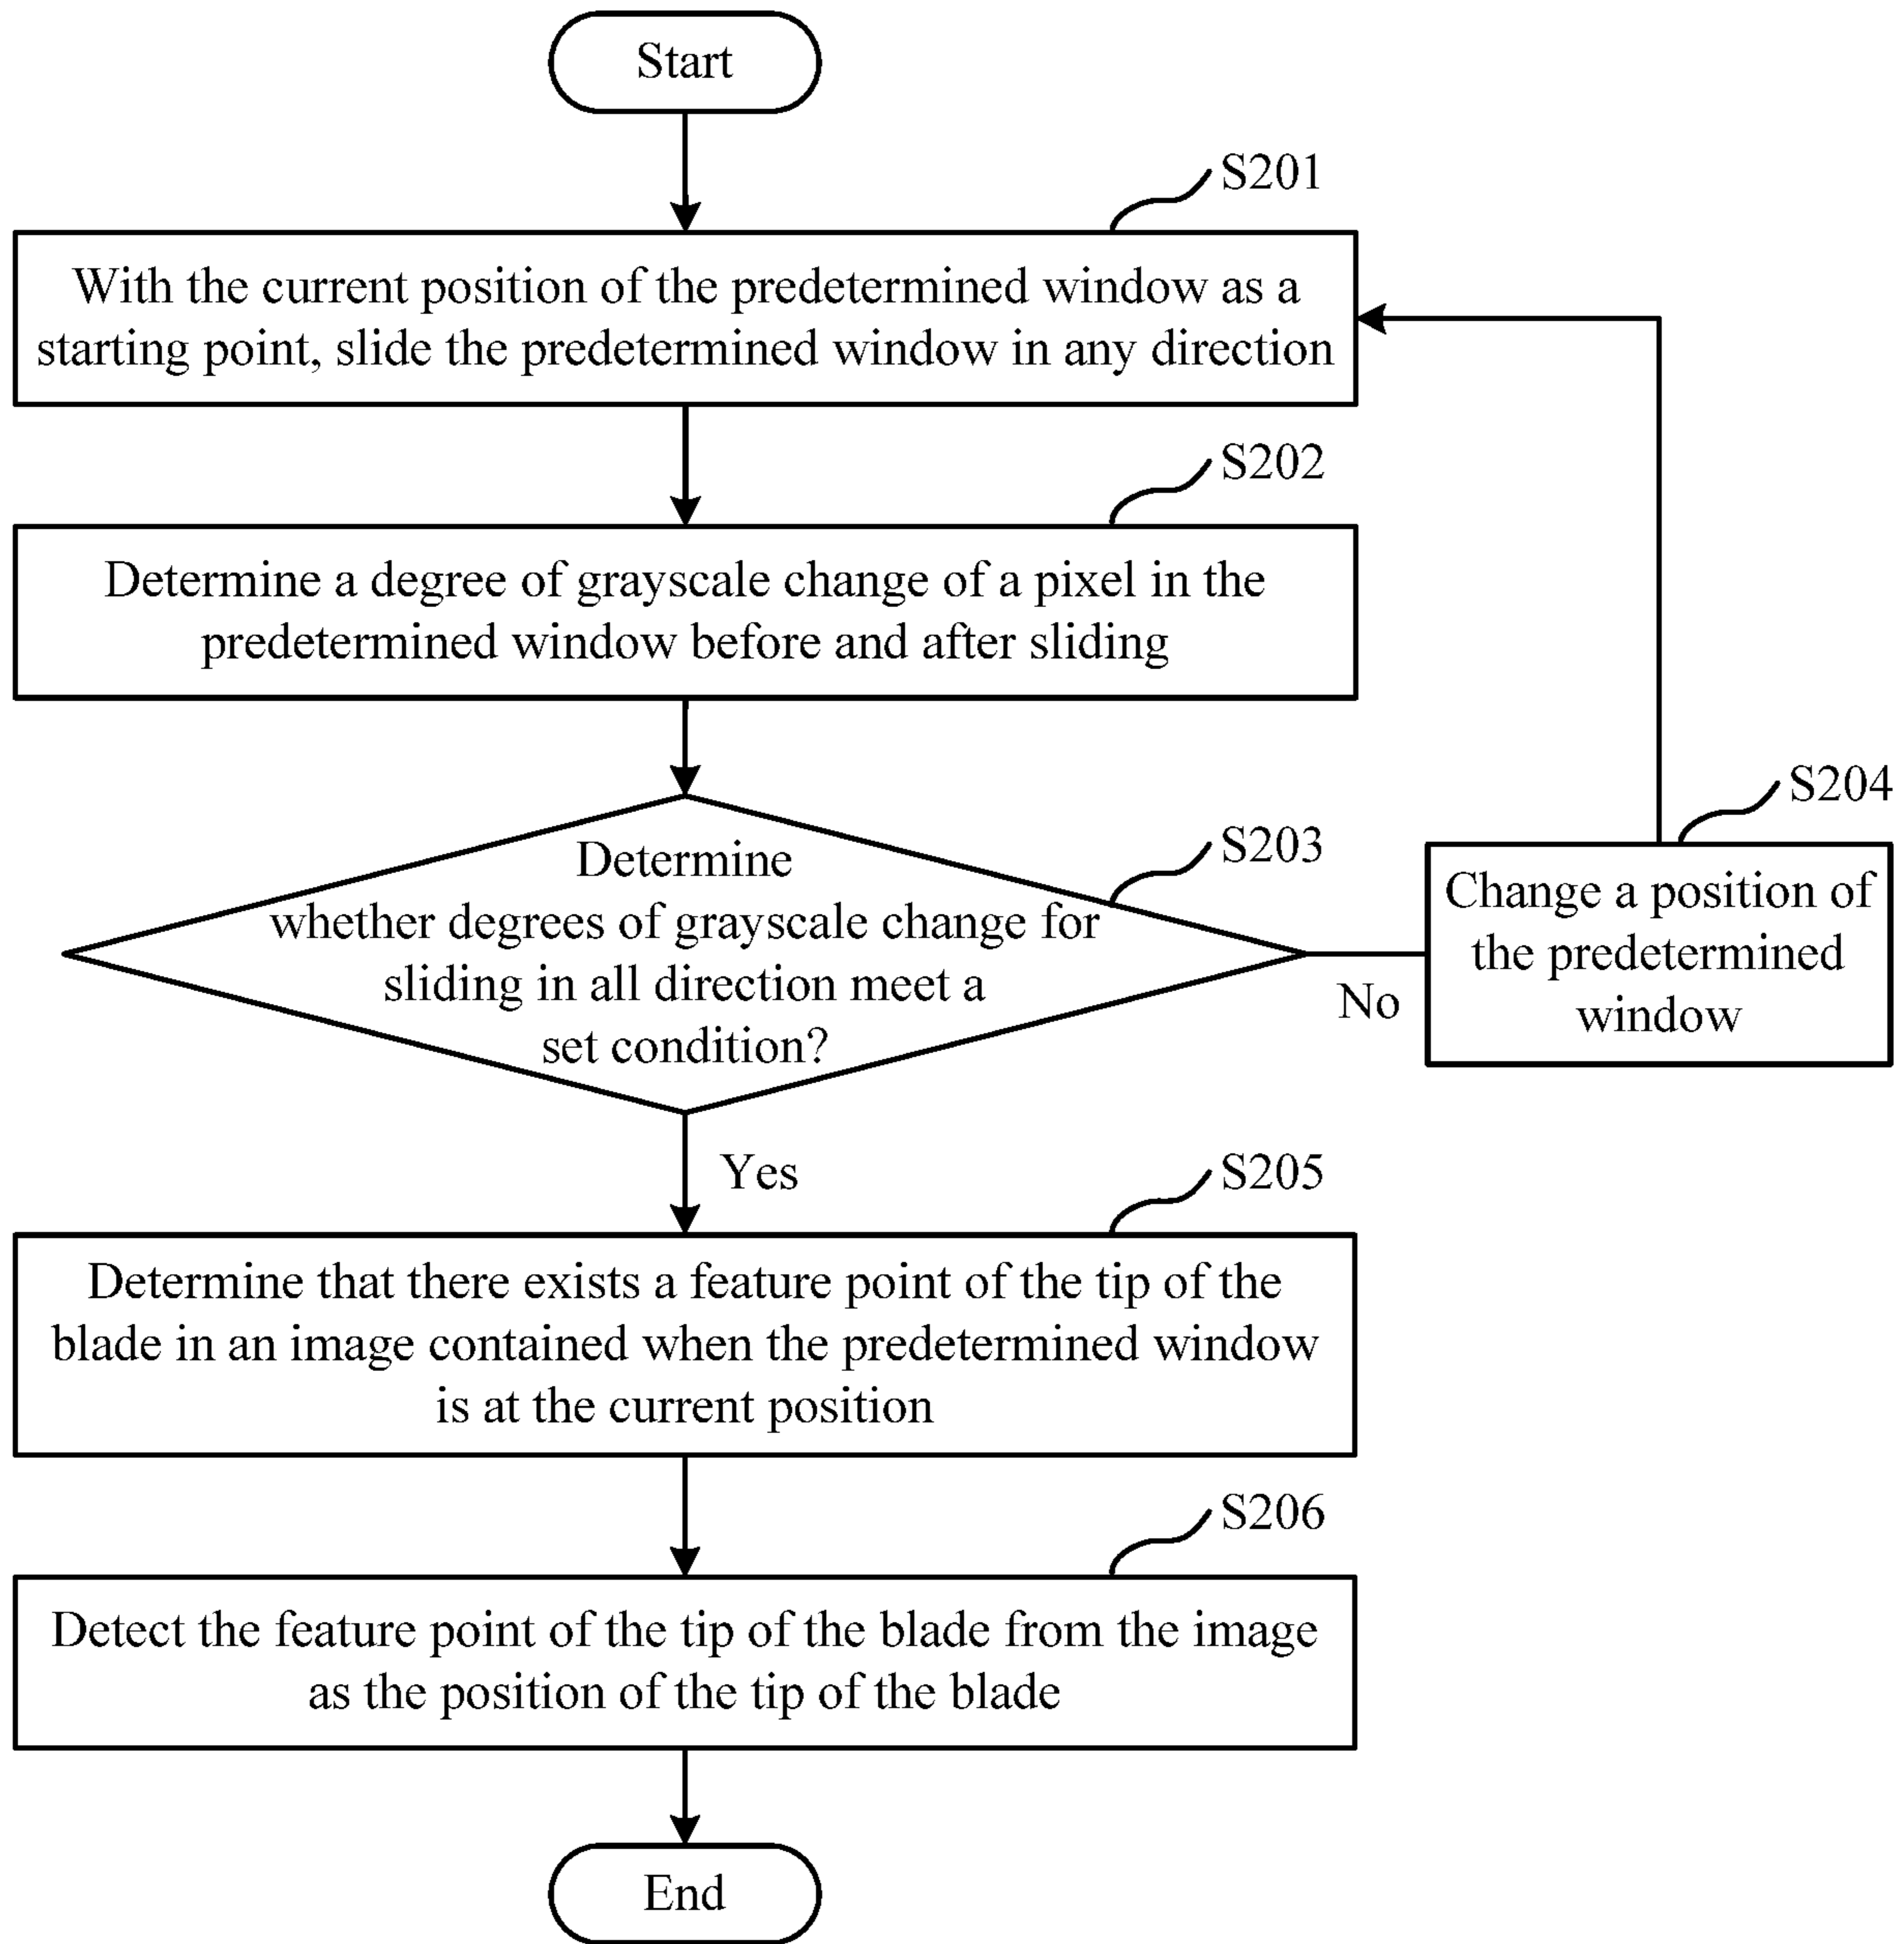 Start
S201
With the current position of the predetermined window as a
starting point, slide the predetermined window in any direction
S202
Determine a degree of grayscale change of a pixel in the
predetermined window before and after sliding
S203
Determine
whether degrees of grayscale change for
sliding in all direction meet a
set condition?
No
S204
Change a position of
the predetermined
window
Yes
S205
Determine that there exists a feature point of the tip of the
blade in an image contained when the predetermined window
is at the current position
S206
Detect the feature point of the tip of the blade from the image
as the position of the tip of the blade
End